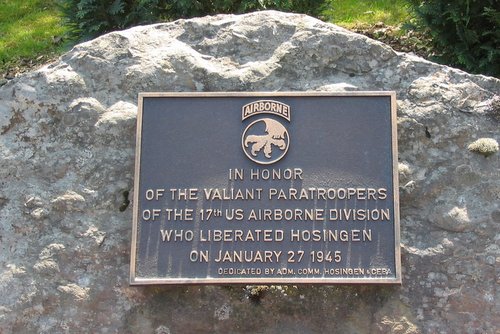 AIRBORNE
IN HONOR
OF THE VALIANT PARATROOPERS
OF THE 17th US AIRBORNE DIVISION
WHO LIBERATED HOSINGEN
ON JANUARY 27 1945
DEDICATED BY ADM. COMM. HOSINGEN & CEBA